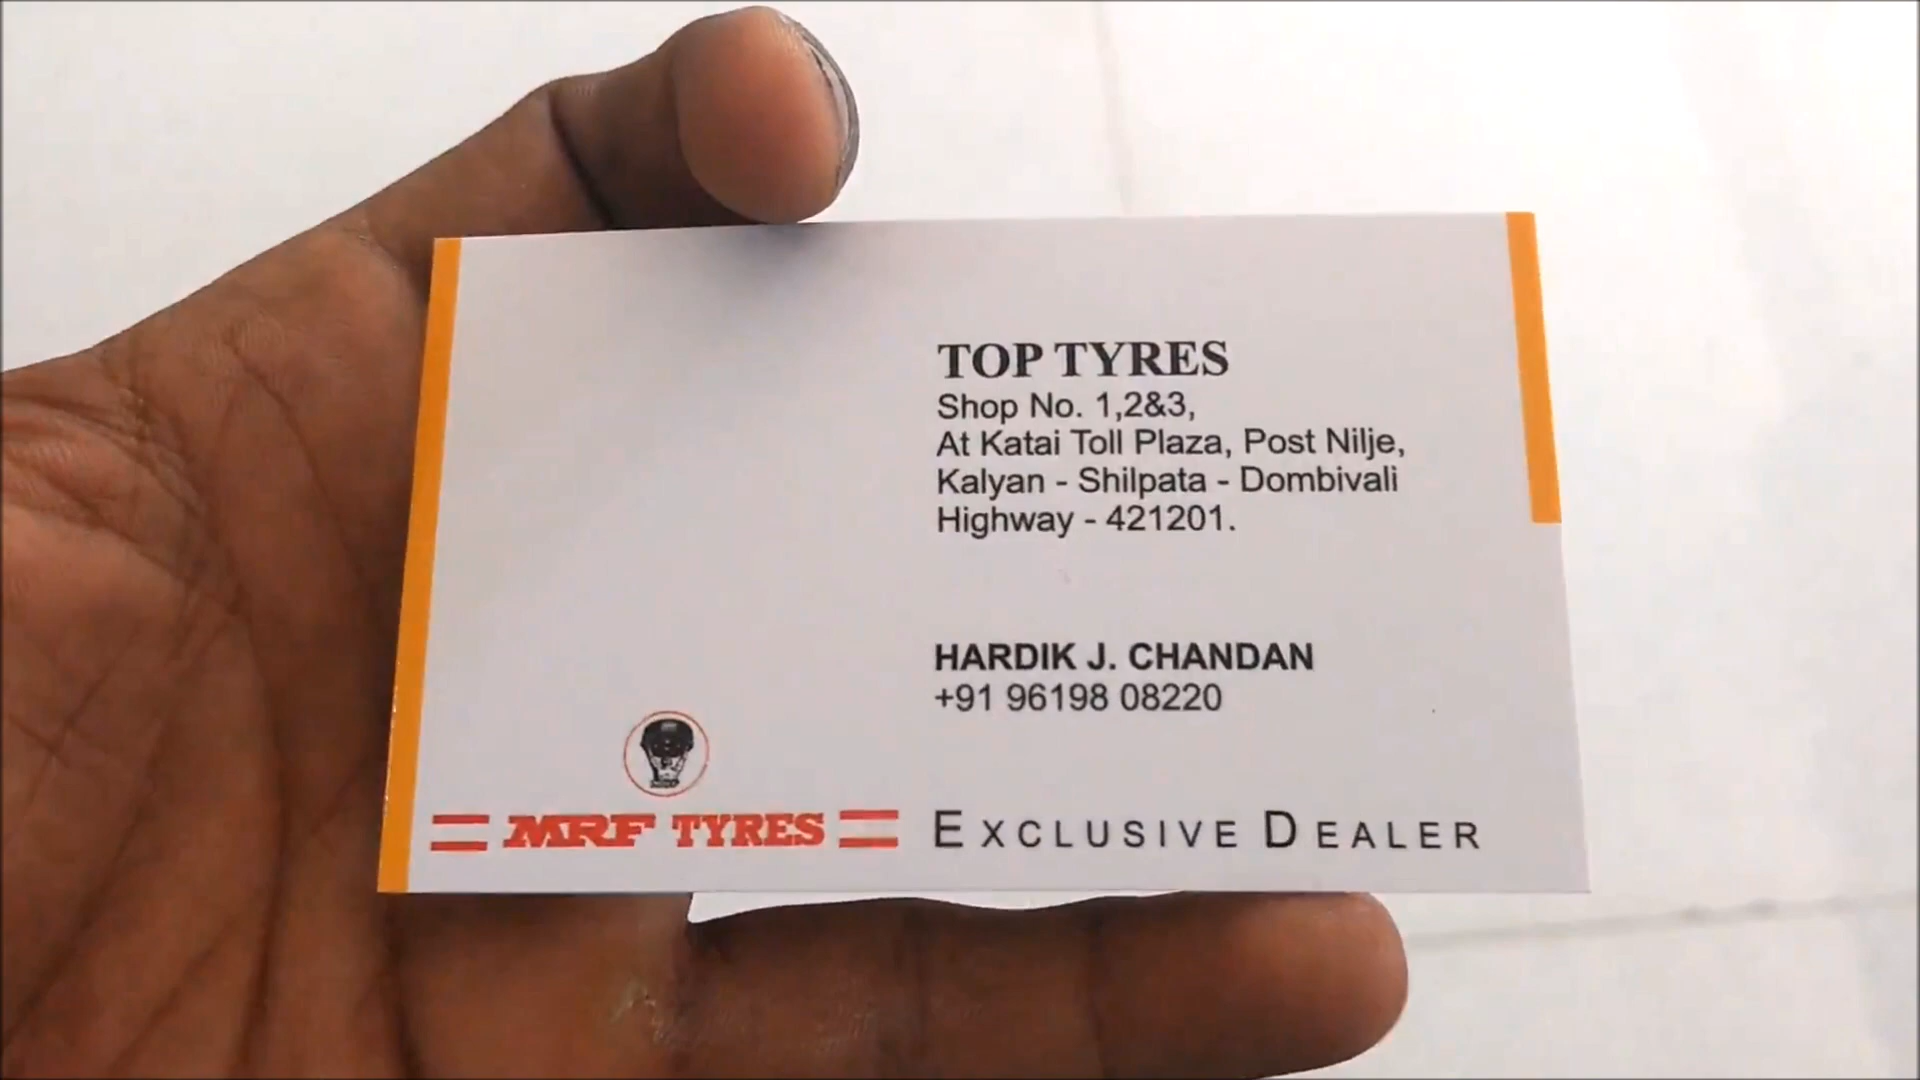 TOP TYRES
Shop No. 1,2&3,
At Katai Toll Plaza, Post Nilje,
Kalyan - Shilpata - Dombivali
Highway - 421201.
HARDIK J. CHANDAN
+91 96198 08220
MRF TYRES
EXCLUSIVE DEALER